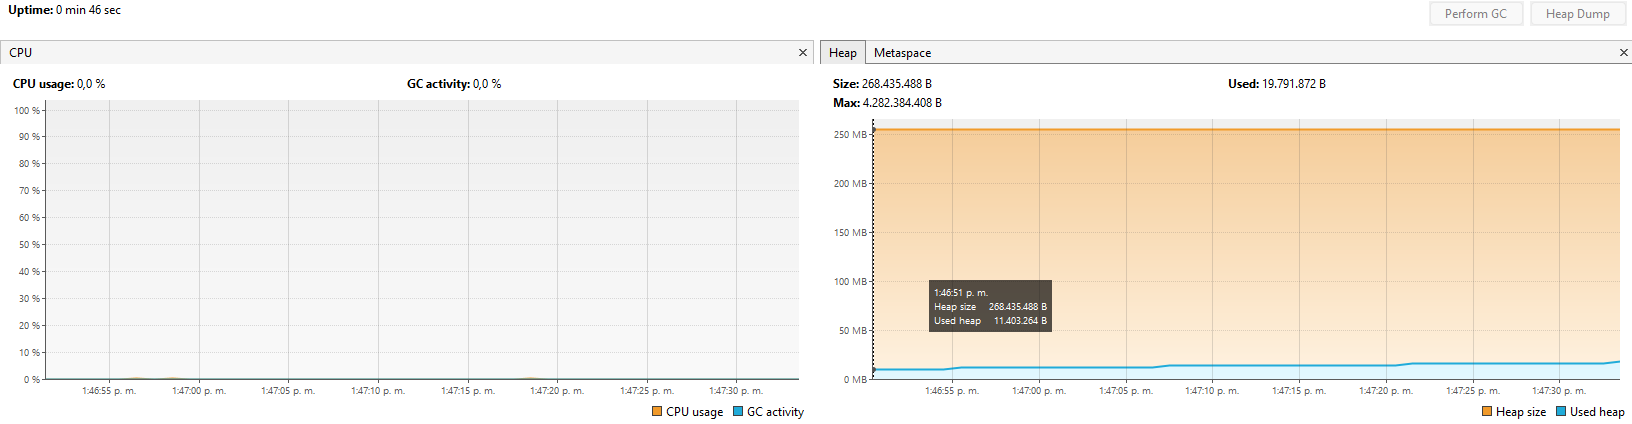 Uptime: 0 min 46 sec
Perform GC
Heap Dump
CPU
CPU usage: 0,0 %
GC activity: 0,0 %
100 %
90 %
80 %
70 %
60 %
50 %
40 %
30 %
20 %
10 %
0 %
1:46:55 p. m.
1:47:00 p. m.
1:47:05 p. m.
1:47:10 p. m.
1:47:15 p. m.
1:47:20 p. m.
1:47:25 p. m.
1:47:30 p. m.
CPU usage
GC activity
Heap
Metaspace
Size: 268.435.488 B
Used: 19.791.872 B
Max: 4.282.384.408 B
250 MB
200 MB
150 MB
100 MB
50 MB
0 MB
1:46:51 p. m.
Heap size 268.435.488 B
Used heap 11.403.264 B
1:46:55 p. m.
1:47:00 p. m.
1:47:05 p. m.
1:47:10 p. m.
1:47:15 p. m.
1:47:20 p. m.
1:47:25 p. m.
1:47:30 p. m.
Heap size
Used heap